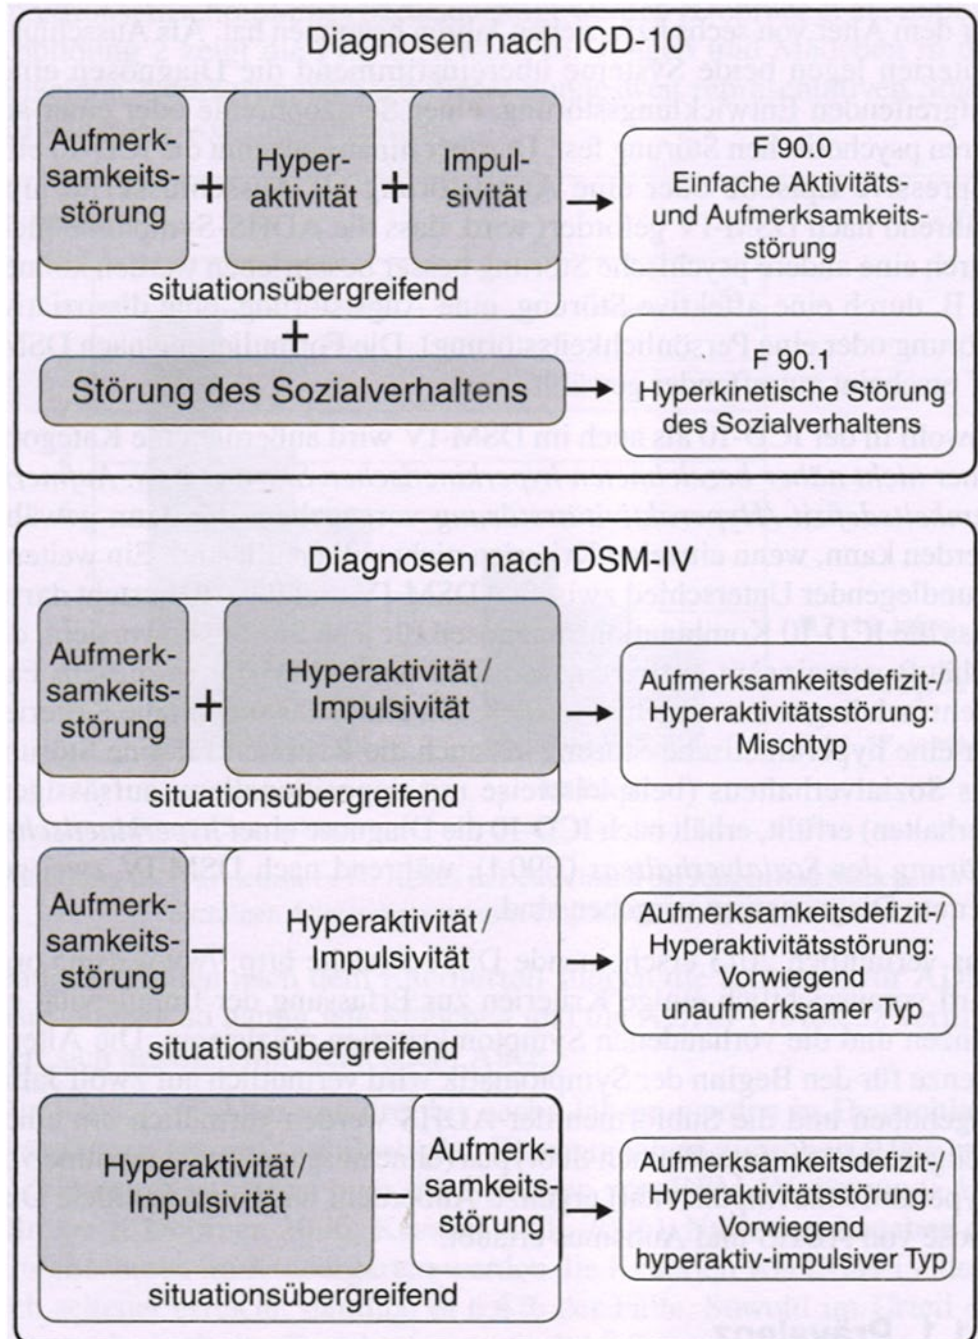 Diagnosen nach ICD-10
Aufmerk-
samkeits-
störung
+
Hyper-
aktivität
+
Impul-
sivität
F 90.0
Einfache Aktivitäts-
und Aufmerksamkeits-
störung
situationsübergreifend
+
Störung des Sozialverhaltens
F 90.1
Hyperkinetische Störung
des Sozialverhaltens
Diagnosen nach DSM-IV
Aufmerk-
samkeits-
störung
+
Hyperaktivität/
Impulsivität
Aufmerksamkeitsdefizit-/
Hyperaktivitätsstörung:
Mischtyp
situationsübergreifend
Aufmerk-
samkeits-
störung
–
Hyperaktivität/
Impulsivität
Aufmerksamkeitsdefizit-/
Hyperaktivitätsstörung:
Vorwiegend
unaufmerksamer Typ
situationsübergreifend
Hyperaktivität/
Impulsivität
–
Aufmerk-
samkeits-
störung
Aufmerksamkeitsdefizit-/
Hyperaktivitätsstörung:
Vorwiegend
hyperaktiv-impulsiver Typ
situationsübergreifend